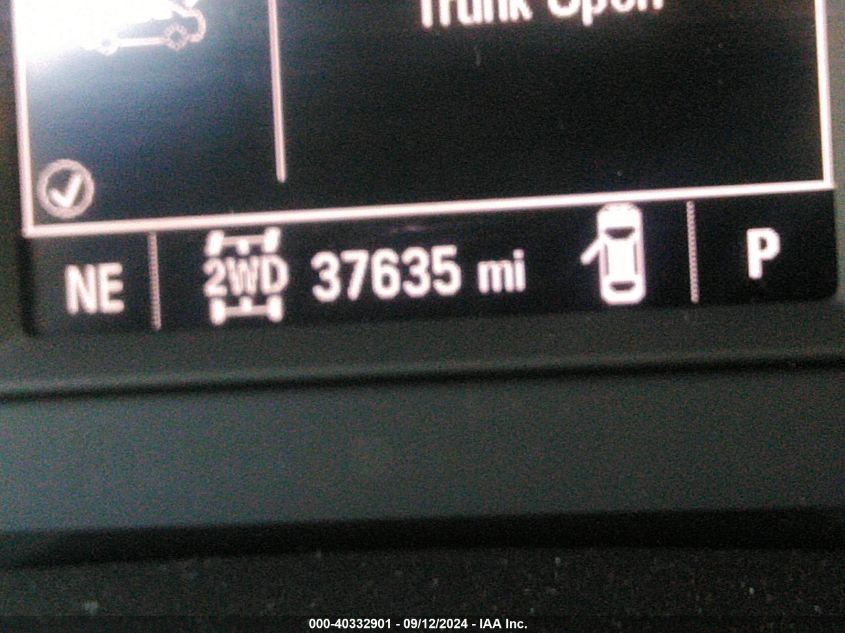 Trunk Open
NE 2WD 37635 mi P
000-40332901 - 09/12/2024 - IAA Inc.